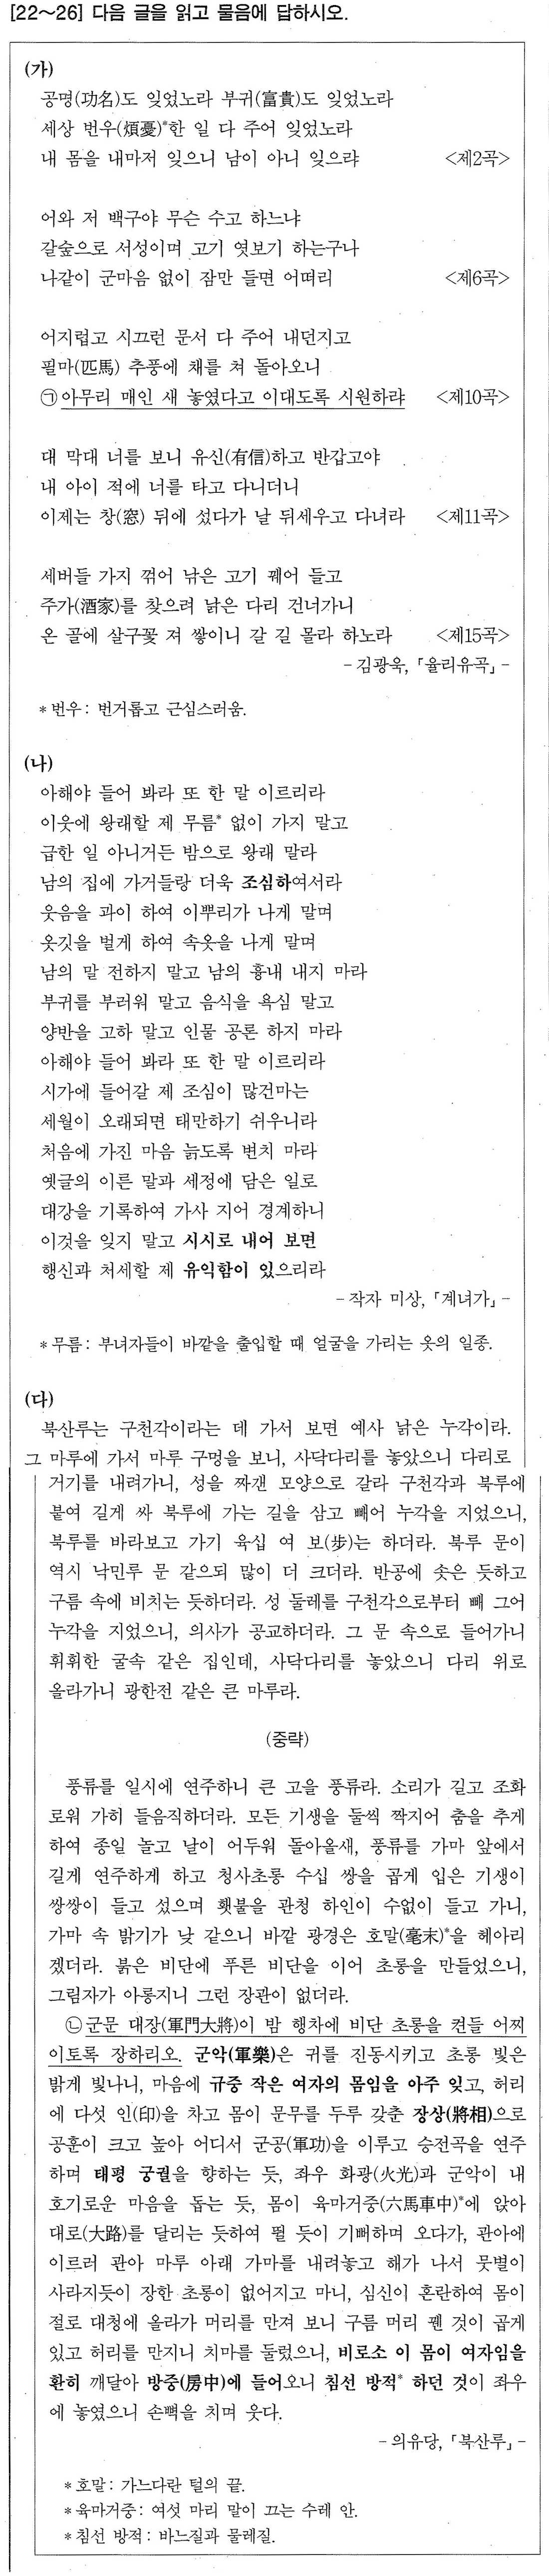 [22~26] 다음 글을 읽고 물음에 답하시오.
(가)
공명(功名)도 잊었노라 부귀(富貴)도 잊었노라
세상 번우(煩憂)*한 일 다 주어 잊었노라
내 몸을 내마저 잊으니 남이 아니 잊으랴 <제2곡>
어와 저 백구야 무슨 수고 하느냐
갈숲으로 서성이며 고기 엿보기 하는구나
나같이 군마음 없이 잠만 들면 어떠리 <제6곡>
어지럽고 시끄런 문서 다 주어 내던지고
필마(匹馬) 추풍에 채를 쳐 돌아오니
㉠아무리 매인 새 놓였다고 이대도록 시원하랴 <제10곡>
대 막대 너를 보니 유신(有信)하고 반갑고야
내 아이 적에 너를 타고 다니더니
이제는 창(窓) 뒤에 섰다가 날 뒤세우고 다녀라 <제11곡>
세버들 가지 꺾어 낚은 고기 꿰어 들고
주가(酒家)를 찾으려 낡은 다리 건너가니
온 골에 살구꽃 져 쌓이니 갈 길 몰라 하노라 <제15곡>
- 김광욱, 「율리유곡」 -
* 번우: 번거롭고 근심스러움.
(나)
아해야 들어 봐라 또 한 말 이르리라
이웃에 왕래할 제 무름* 없이 가지 말고
급한 일 아니거든 밤으로 왕래 말라
남의 집에 가거들랑 더욱 조심하여서라
웃음을 과이 하여 이뿌리가 나게 말며
옷깃을 벌게 하여 속옷을 나게 말며
남의 말 전하지 말고 남의 흉내 내지 마라
부귀를 부러워 말고 음식을 욕심 말고
양반을 고하 말고 인물 공론 하지 마라
아해야 들어 봐라 또 한 말 이르리라
시가에 들어갈 제 조심이 많건마는
세월이 오래되면 태만하기 쉬우니라
처음에 가진 마음 늙도록 변치 마라
옛글의 이른 말과 세정에 담은 일로
대강을 기록하여 가사 지어 경계하니
이것을 잊지 말고 시시로 내어 보면
행신과 처세할 제 유익함이 있으리라
- 작자 미상, 「계녀가」 -
* 무름: 부녀자들이 바깥을 출입할 때 얼굴을 가리는 옷의 일종.
(다)
북산루는 구천각이라는 데 가서 보면 예사 낡은 누각이라.
그 마루에 가서 마루 구멍을 보니, 사닥다리를 놓았으니 다리로
거기를 내려가니, 성을 짜갠 모양으로 갈라 구천각과 북루에
붙여 길게 싸 북루에 가는 길을 삼고 빼어 누각을 지었으니,
북루를 바라보고 가기 육십 여 보(步)는 하더라. 북루 문이
역시 낙민루 문 같으되 많이 더 크더라. 반공에 솟은 듯하고
구름 속에 비치는 듯하더라. 성 둘레를 구천각으로부터 빼 그어
누각을 지었으니, 의사가 공교하더라. 그 문 속으로 들어가니
휘휘한 굴속 같은 집인데, 사닥다리를 놓았으니 다리 위로
올라가니 광한전 같은 큰 마루라.
(중략)
풍류를 일시에 연주하니 큰 고을 풍류라. 소리가 길고 조화
로워 가히 들음직하더라. 모든 기생을 둘씩 짝지어 춤을 추게
하여 종일 놀고 날이 어두워 돌아올새, 풍류를 가마 앞에서
길게 연주하게 하고 청사초롱 수십 쌍을 곱게 입은 기생이
쌍쌍이 들고 섰으며 횃불을 관청 하인이 수없이 들고 가니,
가마 속 밝기가 낮 같으니 바깥 광경은 호말(毫末)*을 헤아리
겠더라. 붉은 비단에 푸른 비단을 이어 초롱을 만들었으니,
그림자가 아롱지니 그런 장관이 없더라.
㉡군문 대장(軍門大將)이 밤 행차에 비단 초롱을 켠들 어찌
이토록 장하리오. 군악(軍樂)은 귀를 진동시키고 초롱 빛은
밝게 빛나니, 마음에 규중 작은 여자의 몸임을 아주 잊고, 허리
에 다섯 인(印)을 차고 몸이 문무를 두루 갖춘 장상(將相)으로
공훈이 크고 높아 어디서 군공(軍功)을 이루고 승전곡을 연주
하며 태평 궁궐을 향하는 듯, 좌우 화광(火光)과 군악이 내
호기로운 마음을 돕는 듯, 몸이 육마거중(六馬車中)*에 앉아
대로(大路)를 달리는 듯하여 뛸 듯이 기뻐하며 오다가, 관아에
이르러 관아 마루 아래 가마를 내려놓고 해가 나서 뭇별이
사라지듯이 장한 초롱이 없어지고 마니, 심신이 혼란하여 몸이
절로 대청에 올라가 머리를 만져 보니 구름 머리 꿴 것이 곱게
있고 허리를 만지니 치마를 둘렀으니, 비로소 이 몸이 여자임을
환히 깨달아 방중(房中)에 들어오니 침선 방적* 하던 것이 좌우
에 놓였으니 손뼉을 치며 웃다.
- 의유당, 「북산루」 -
* 호말: 가느다란 털의 끝.
* 육마거중: 여섯 마리 말이 끄는 수레 안.
* 침선 방적: 바느질과 물레질.